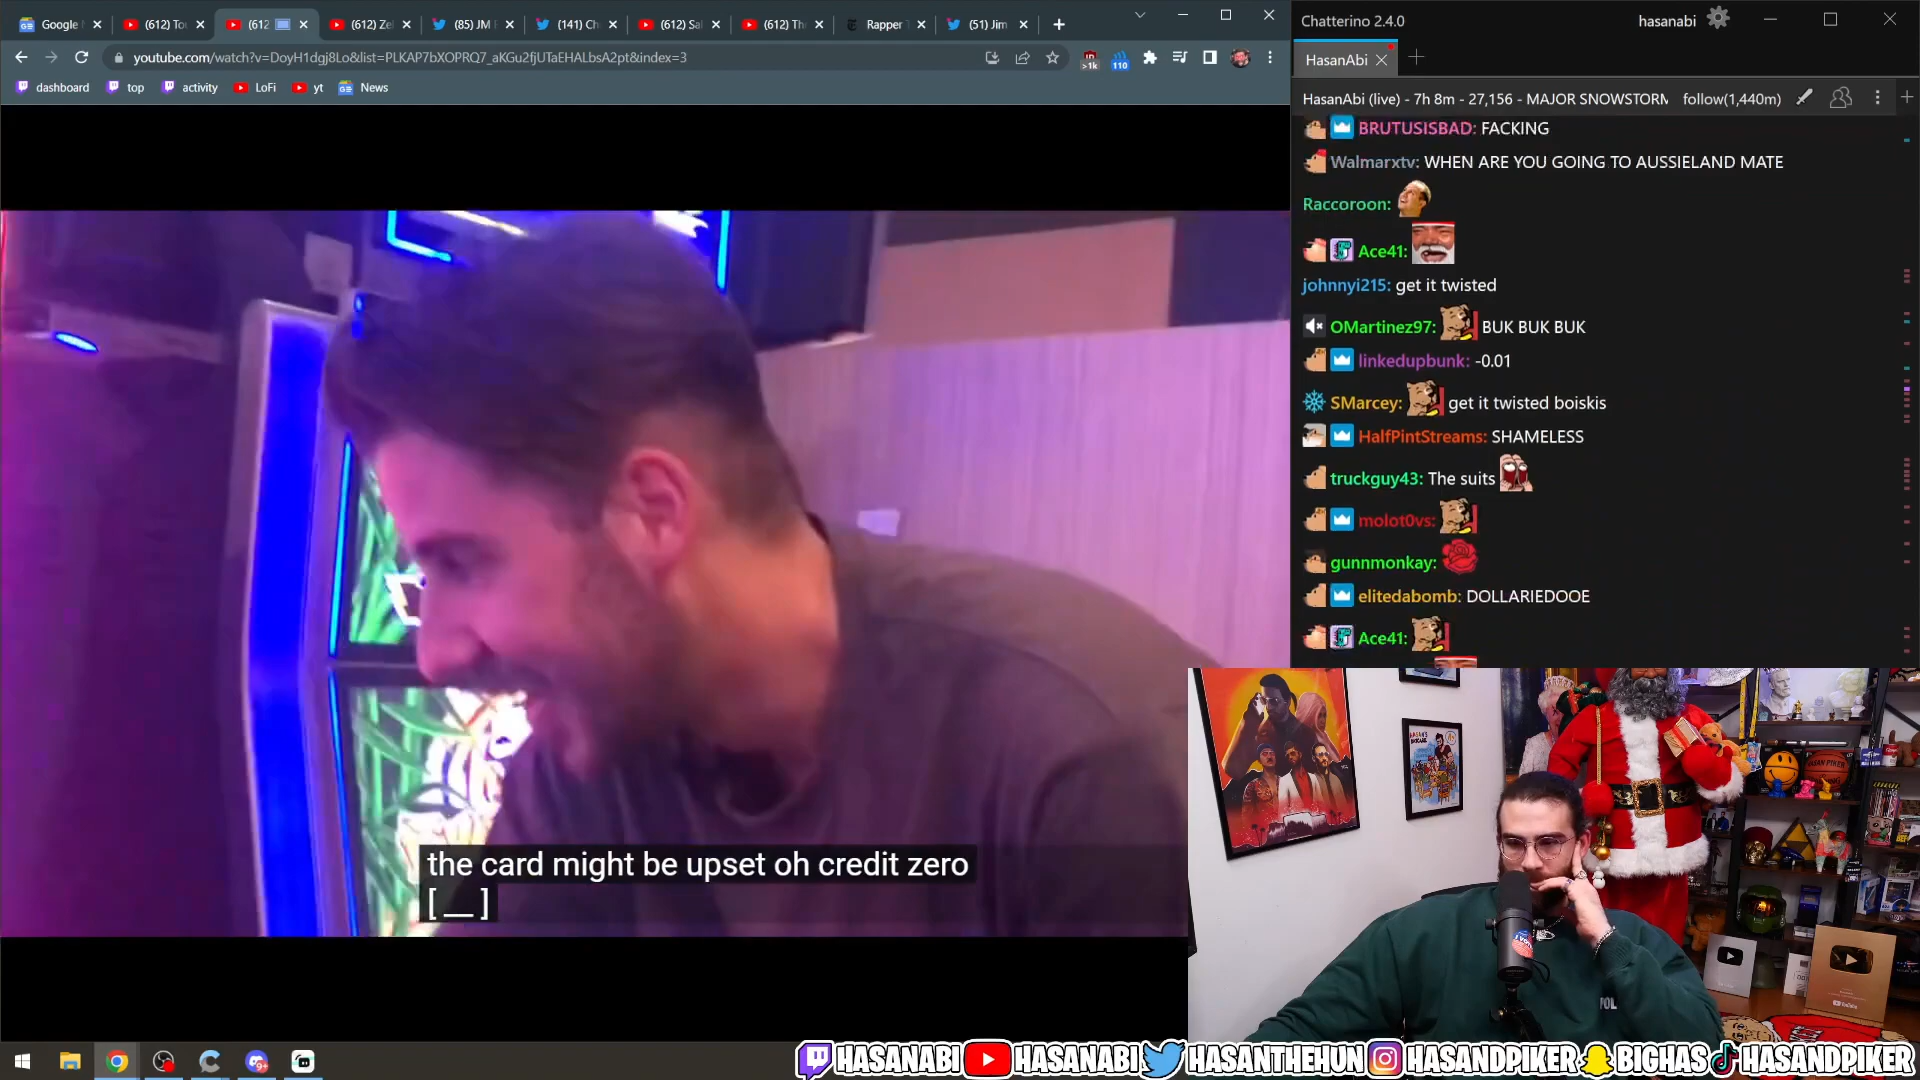 Google N
(612) To
(612
(612) Ze
(85) JM E
(141) Ch
(612) Sal
(612) Th
Rapper T
(51) Jim
youtube.com/watch?v=DoyH1dgj8Lo&list=PLKAP7bXOPRQ7_aKGu2fjUTaEHALbsA2pt&index=3
>1k
110
dashboard
top
activity
LoFi
yt
News
the card might be upset oh credit zero
[ __ ]
Chatterino 2.4.0
hasanabi
HasanAbi
HasanAbi (live) - 7h 8m - 27,156 - MAJOR SNOWSTORM
follow(1,440m)
BRUTUSISBAD: FACKING
Walmarxtv: WHEN ARE YOU GOING TO AUSSIELAND MATE
Raccoroon:
Ace41:
johnnyi215: get it twisted
OMartinez97: BUK BUK BUK
linkedupbunk: -0.01
SMarcey: get it twisted boiskis
HalfPintStreams: SHAMELESS
truckguy43: The suits
molot0vs:
gunnmonkay:
elitedabomb: DOLLARIEDOOE
Ace41:
HASANABI HASANABI HASANTHEHUN HASANDPIKER BIGHAS HASANDPIKER